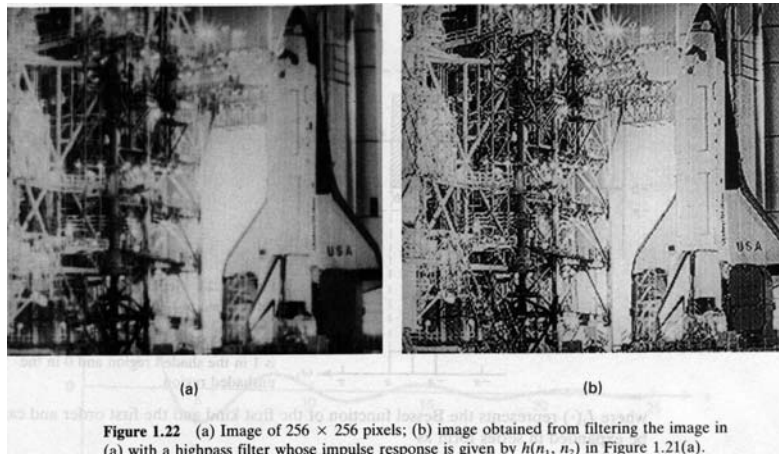 USA
USA
(a)
(b)
Figure 1.22 (a) Image of 256 × 256 pixels; (b) image obtained from filtering the image in
(a) with a highpass filter whose impulse response is given by h(n₁, n₂) in Figure 1.21(a).